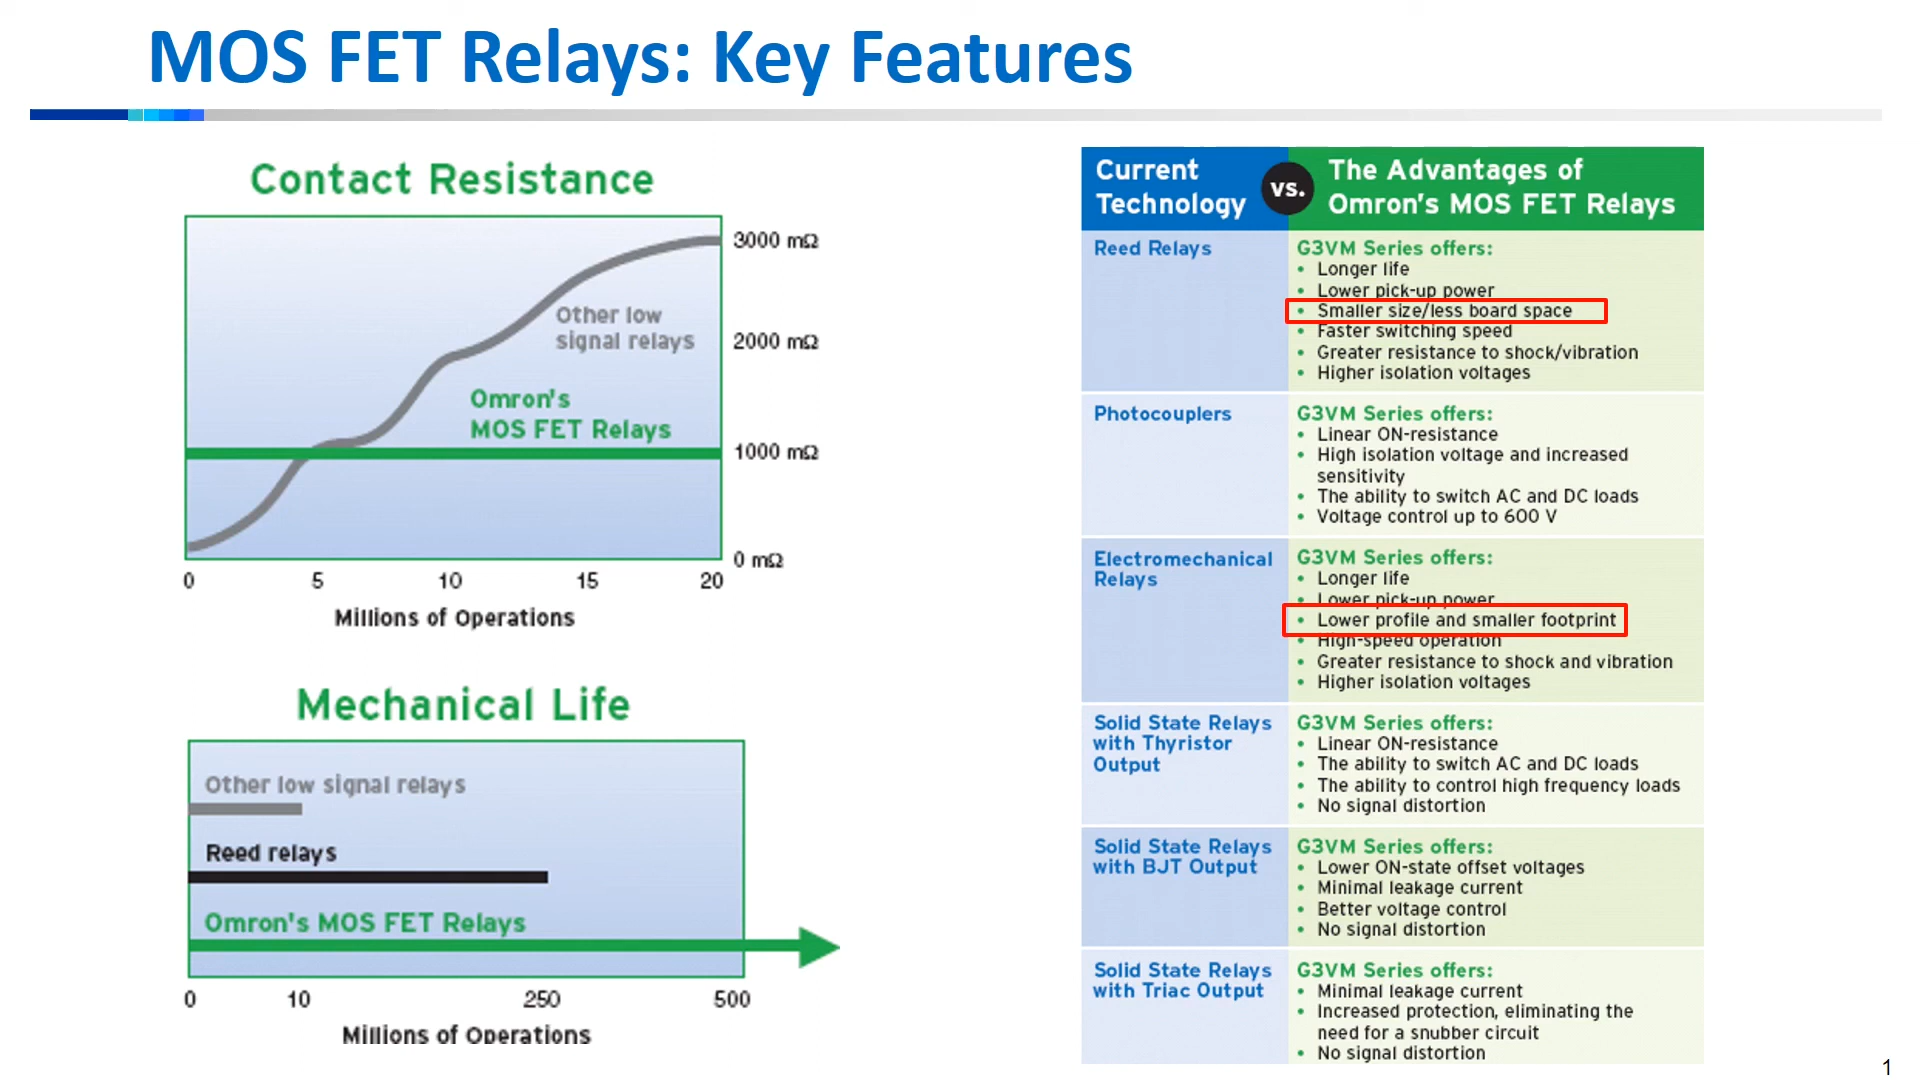 MOS FET Relays: Key Features
Contact Resistance
3000 mΩ
Other low
signal relays
2000 mΩ
Omron's
MOS FET Relays
1000 mΩ
0 mΩ
0 5 10 15 20
Millions of Operations
Mechanical Life
Other low signal relays
Reed relays
Omron's MOS FET Relays
0 10 250 500
Millions of Operations
Current
Technology
vs.
The Advantages of
Omron's MOS FET Relays
Reed Relays
G3VM Series offers:
• Longer life
• Lower pick-up power
• Smaller size/less board space
• Faster switching speed
• Greater resistance to shock/vibration
• Higher isolation voltages
Photocouplers
G3VM Series offers:
• Linear ON-resistance
• High isolation voltage and increased
sensitivity
• The ability to switch AC and DC loads
• Voltage control up to 600 V
Electromechanical
Relays
G3VM Series offers:
• Longer life
• Lower pick-up power
• Lower profile and smaller footprint
• High-speed operation
• Greater resistance to shock and vibration
• Higher isolation voltages
Solid State Relays
with Thyristor
Output
G3VM Series offers:
• Linear ON-resistance
• The ability to switch AC and DC loads
• The ability to control high frequency loads
• No signal distortion
Solid State Relays
with BJT Output
G3VM Series offers:
• Lower ON-state offset voltages
• Minimal leakage current
• Better voltage control
• No signal distortion
Solid State Relays
with Triac Output
G3VM Series offers:
• Minimal leakage current
• Increased protection, eliminating the
need for a snubber circuit
• No signal distortion
1